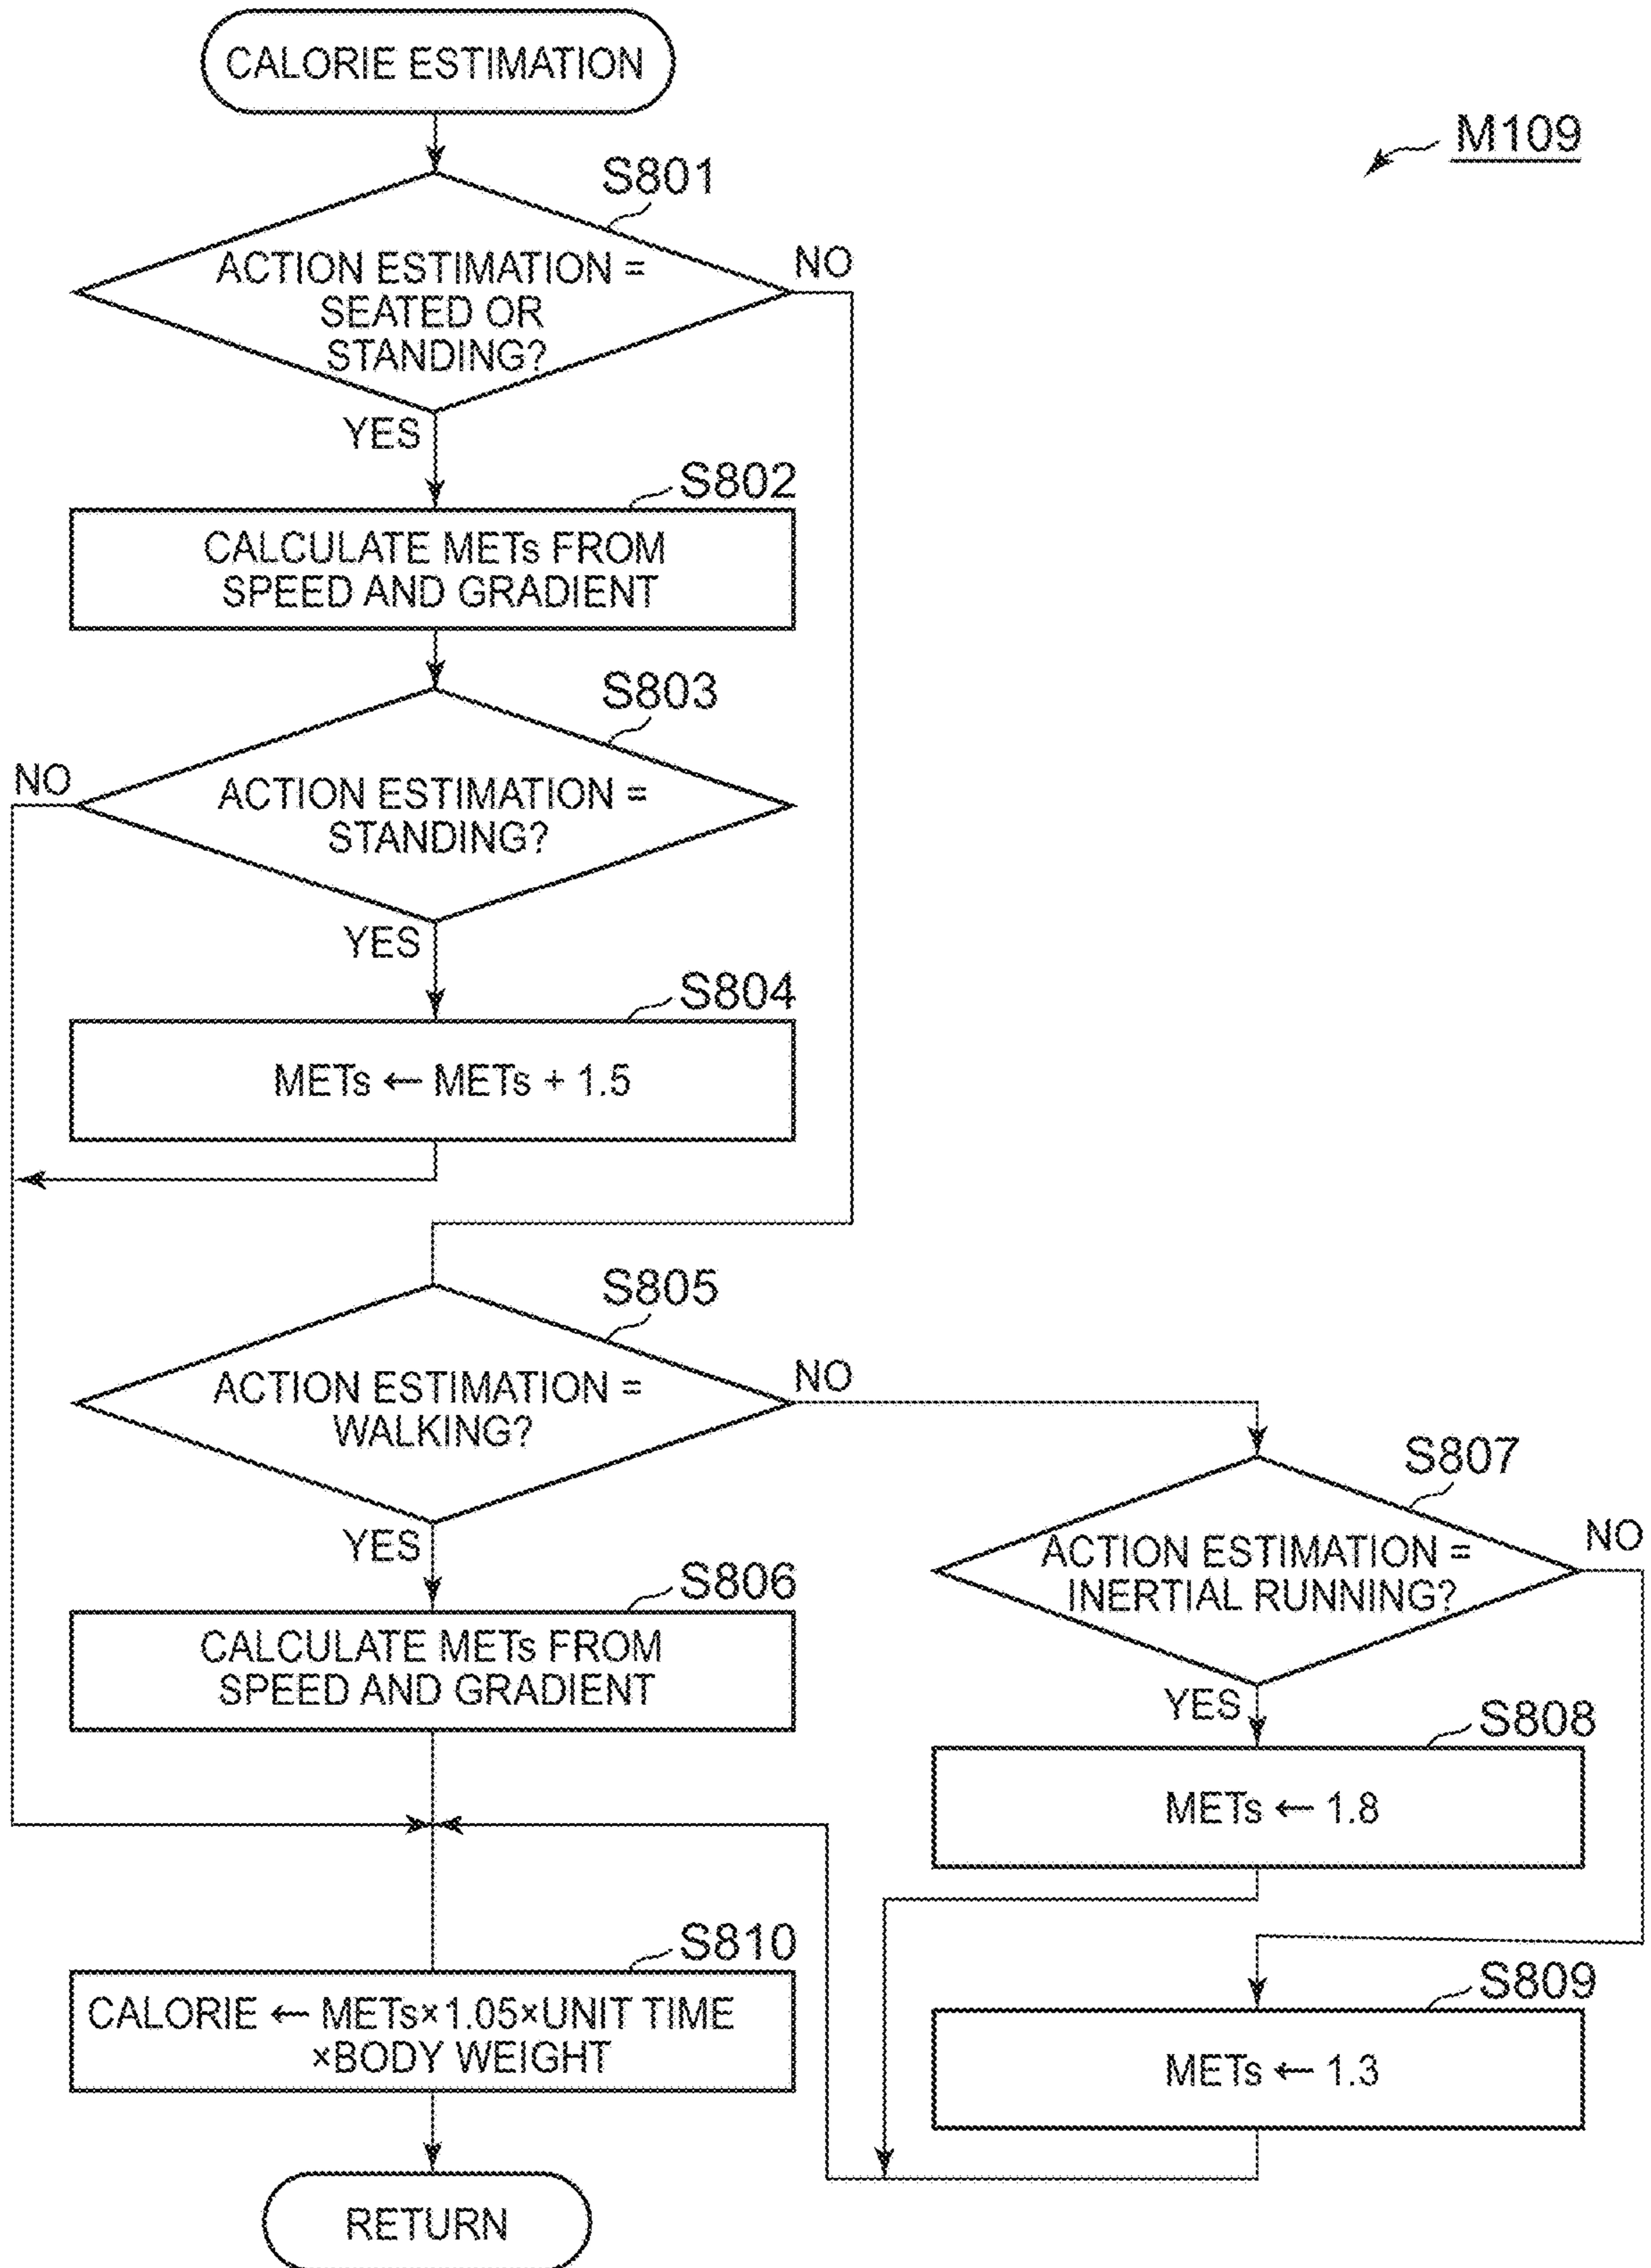 CALORIE ESTIMATION
M109
S801
ACTION ESTIMATION =
SEATED OR
STANDING?
NO
YES
S802
CALCULATE METs FROM
SPEED AND GRADIENT
S803
NO
ACTION ESTIMATION =
STANDING?
YES
S804
METs ← METs + 1.5
S805
ACTION ESTIMATION =
WALKING?
NO
YES
S806
CALCULATE METs FROM
SPEED AND GRADIENT
S807
ACTION ESTIMATION =
INERTIAL RUNNING?
NO
YES
S808
METs ← 1.8
S809
METs ← 1.3
S810
CALORIE ← METs×1.05×UNIT TIME
×BODY WEIGHT
RETURN